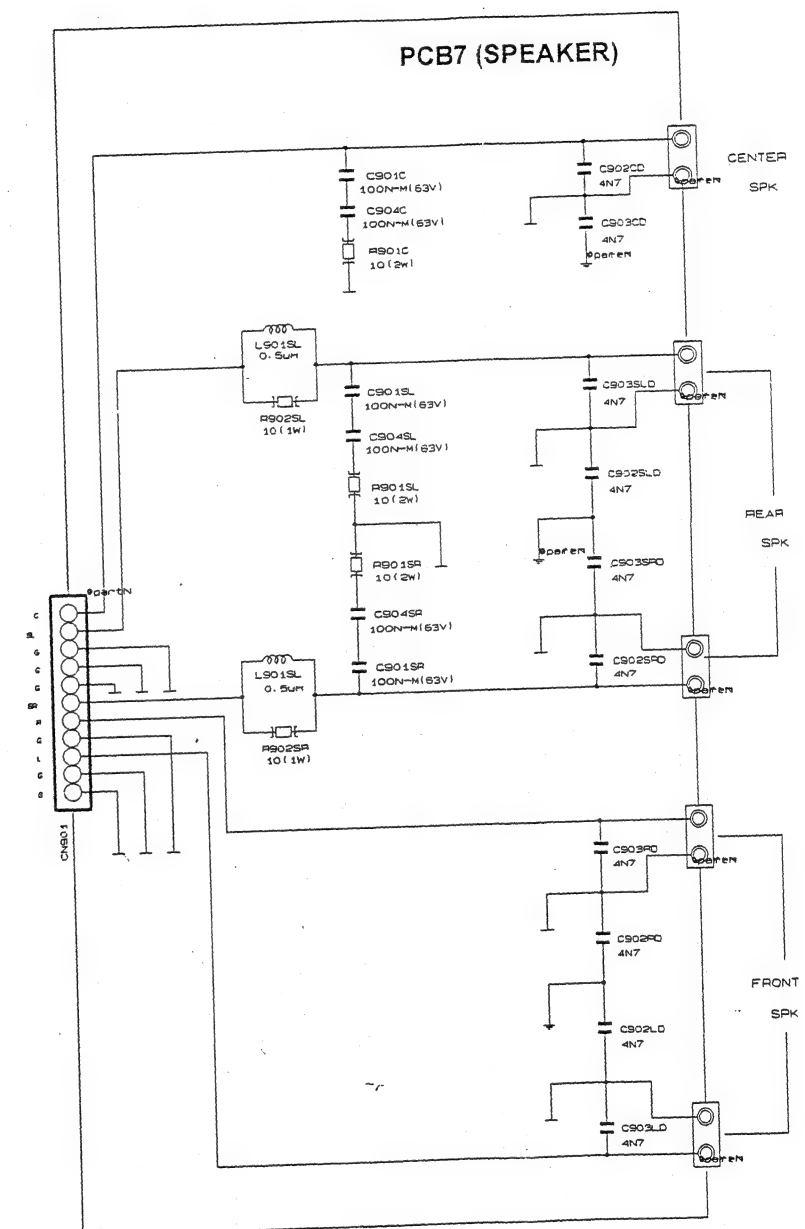 PCB7 (SPEAKER)
CENTER
SPK
C901C
100N-M(63V)
C904C
100N-M(63V)
R901C
10(2W)
C902CD
4N7
C903CD
4N7
L901SL
0.5uH
R902SL
10(1W)
C901SL
100N-M(63V)
C904SL
100N-M(63V)
R901SL
10(2W)
C903SLD
4N7
C902SLD
4N7
REAR
SPK
R901SR
10(2W)
C904SR
100N-M(63V)
C901SR
100N-M(63V)
C903SRD
4N7
C902SRD
4N7
L901SL
0.5uH
R902SR
10(1W)
C
SL
G
G
G
SR
R
G
L
G
G
CN901
C903RD
4N7
C902RD
4N7
FRONT
SPK
C902LD
4N7
C903LD
4N7